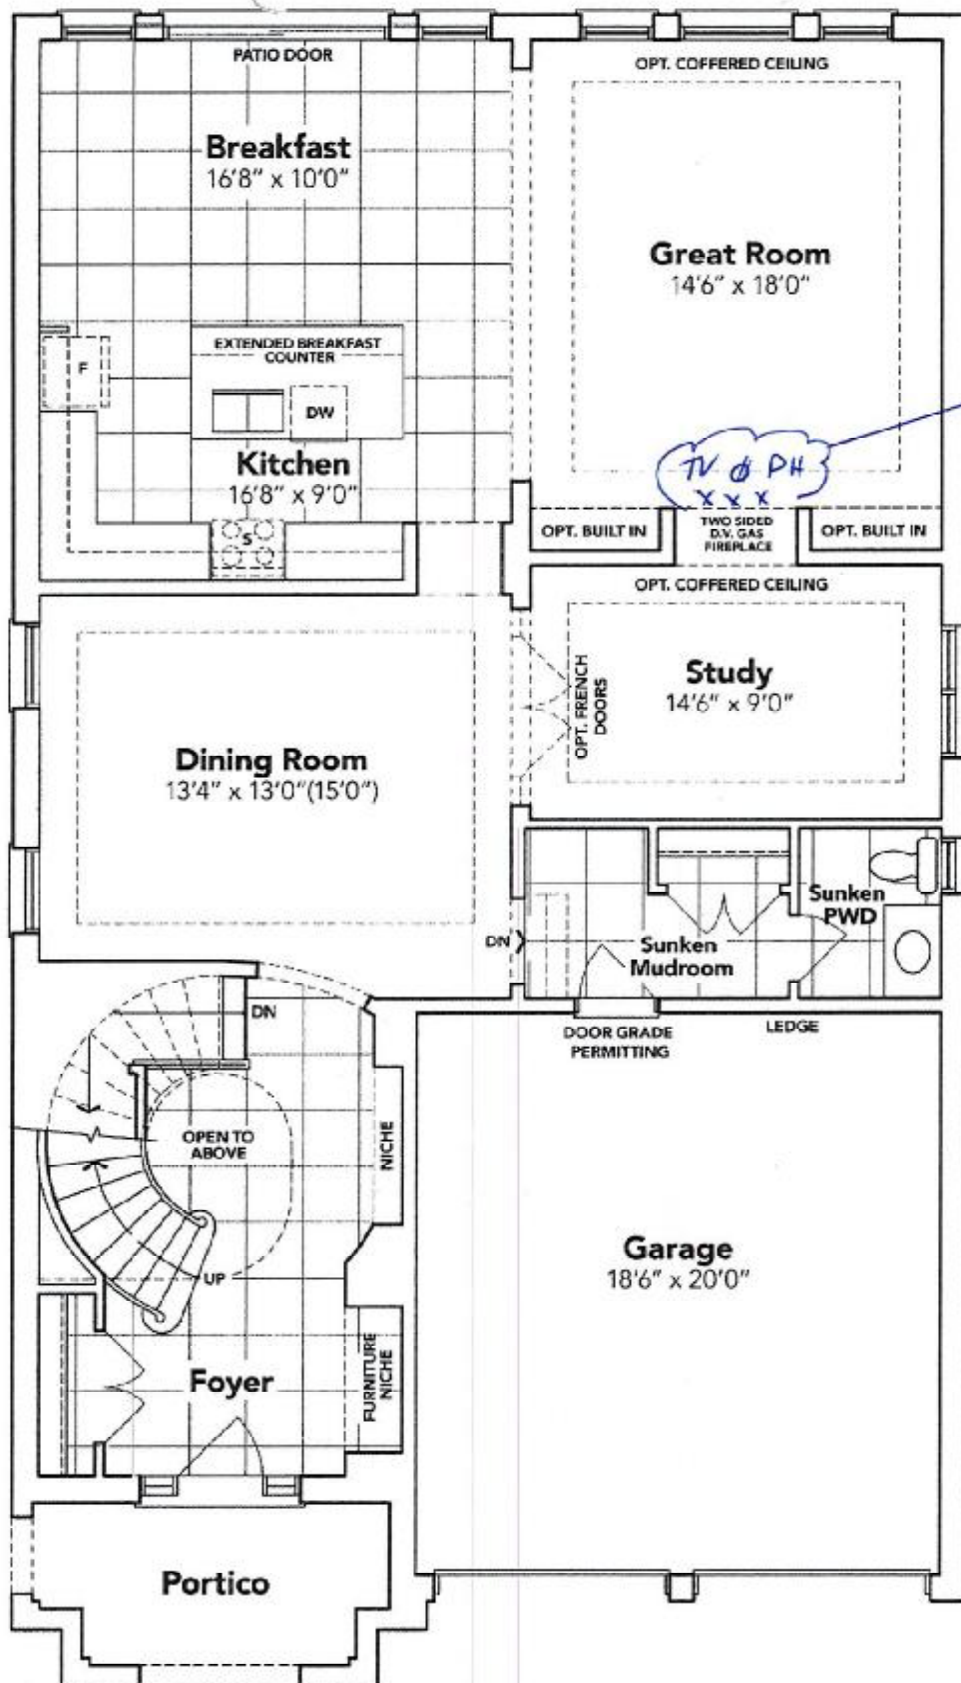 PATIO DOOR
Breakfast
16'8" x 10'0"
OPT. COFFERED CEILING
Great Room
14'6" x 18'0"
EXTENDED BREAKFAST
COUNTER
F
DW
Kitchen
16'8" x 9'0"
S
TV φ PH
x x x
OPT. BUILT IN
TWO SIDED
D.V. GAS
FIREPLACE
OPT. BUILT IN
OPT. COFFERED CEILING
Study
14'6" x 9'0"
OPT. FRENCH
DOORS
Dining Room
13'4" x 13'0"(15'0")
DN
Sunken
Mudroom
Sunken
PWD
DOOR GRADE
PERMITTING
LEDGE
DN
OPEN TO
ABOVE
NICHE
UP
Foyer
FURNITURE
NICHE
Garage
18'6" x 20'0"
Portico